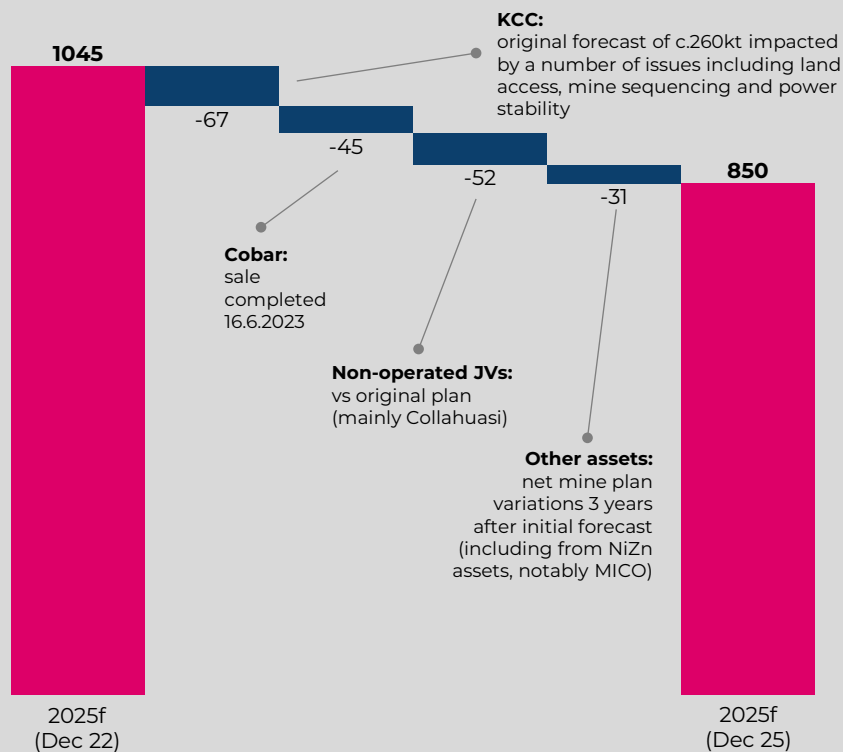 KCC:
original forecast of c.260kt impacted
by a number of issues including land
access, mine sequencing and power
stability
1045
-67
-45
-52
-31
850
Cobar:
sale
completed
16.6.2023
Non-operated JVs:
vs original plan
(mainly Collahuasi)
Other assets:
net mine plan
variations 3 years
after initial forecast
(including from NiZn
assets, notably MICO)
2025f
(Dec 22)
2025f
(Dec 25)